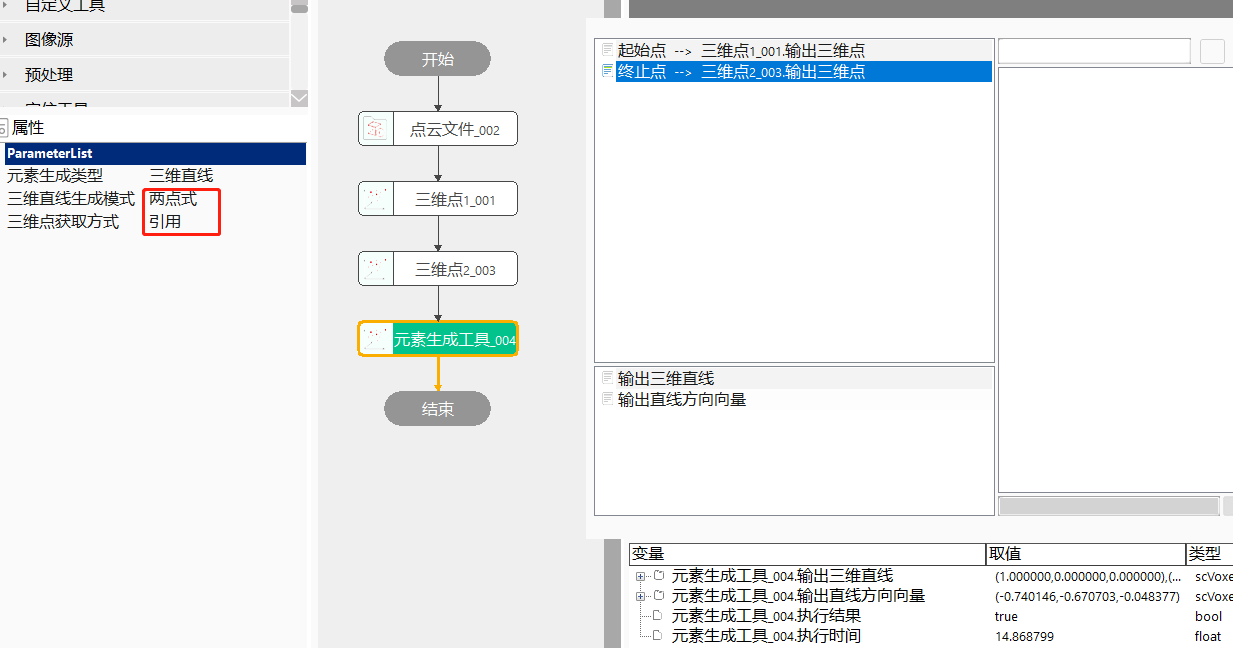 自定义工具
图像源
预处理
定位工具
属性
ParameterList
元素生成类型 三维直线
三维直线生成模式 两点式
三维点获取方式 引用
开始
点云文件_002
三维点1_001
三维点2_003
元素生成工具_004
结束
起始点 --> 三维点1_001.输出三维点
终止点 --> 三维点2_003.输出三维点
输出三维直线
输出直线方向向量
变量 取值 类型
元素生成工具_004.输出三维直线 (1.000000,0.000000,0.000000),(... scVoxe
元素生成工具_004.输出直线方向向量 (-0.740146,-0.670703,-0.048377) scVoxe
元素生成工具_004.执行结果 true bool
元素生成工具_004.执行时间 14.868799 float